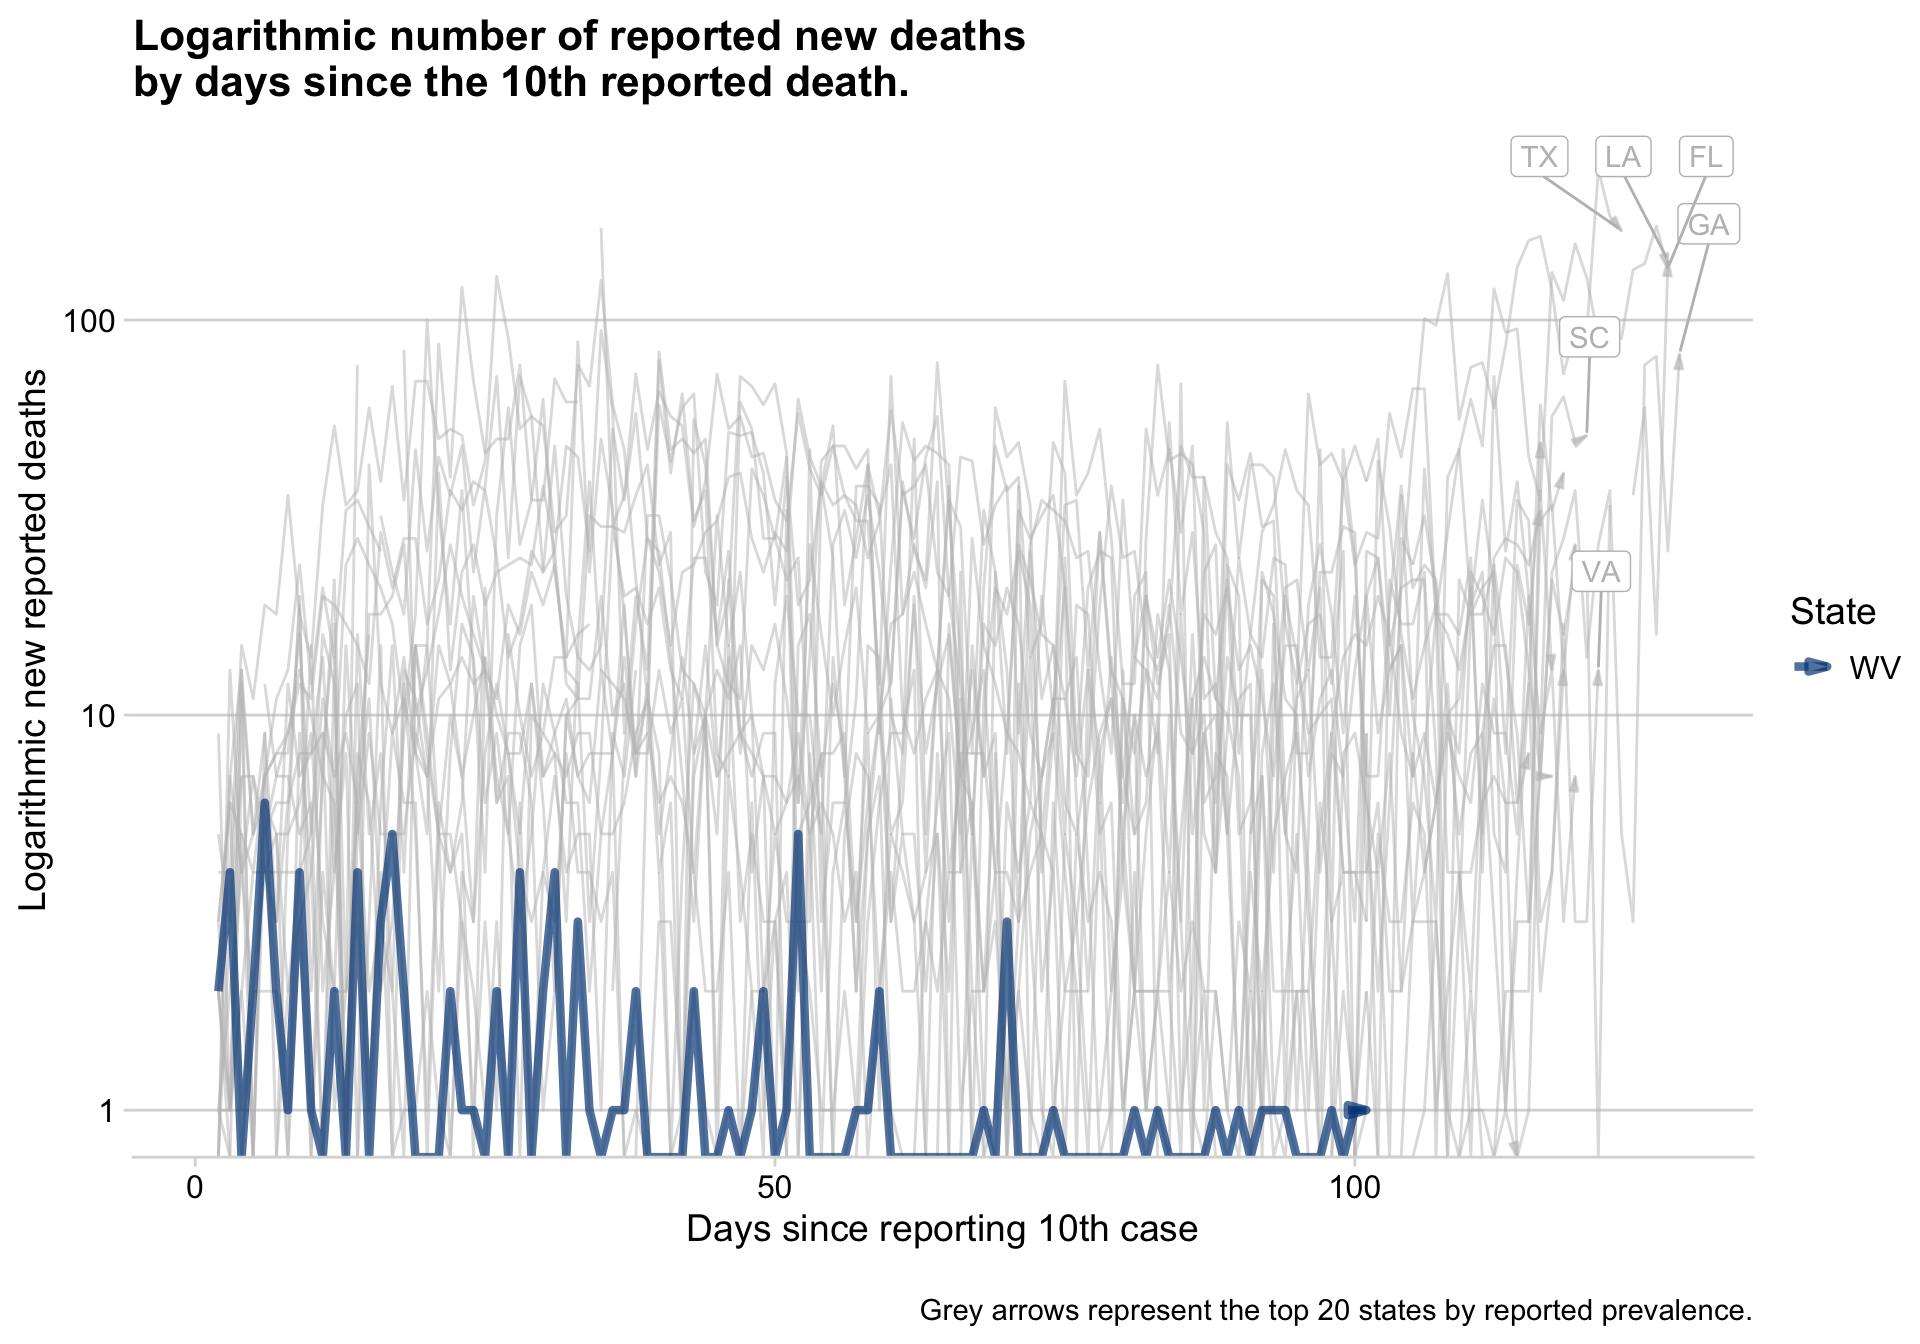 Logarithmic number of reported new deaths
by days since the 10th reported death.
TX
LA
FL
GA
100
SC
Logarithmic new reported deaths
VA
State
WV
10
1
0
50
100
Days since reporting 10th case
Grey arrows represent the top 20 states by reported prevalence.